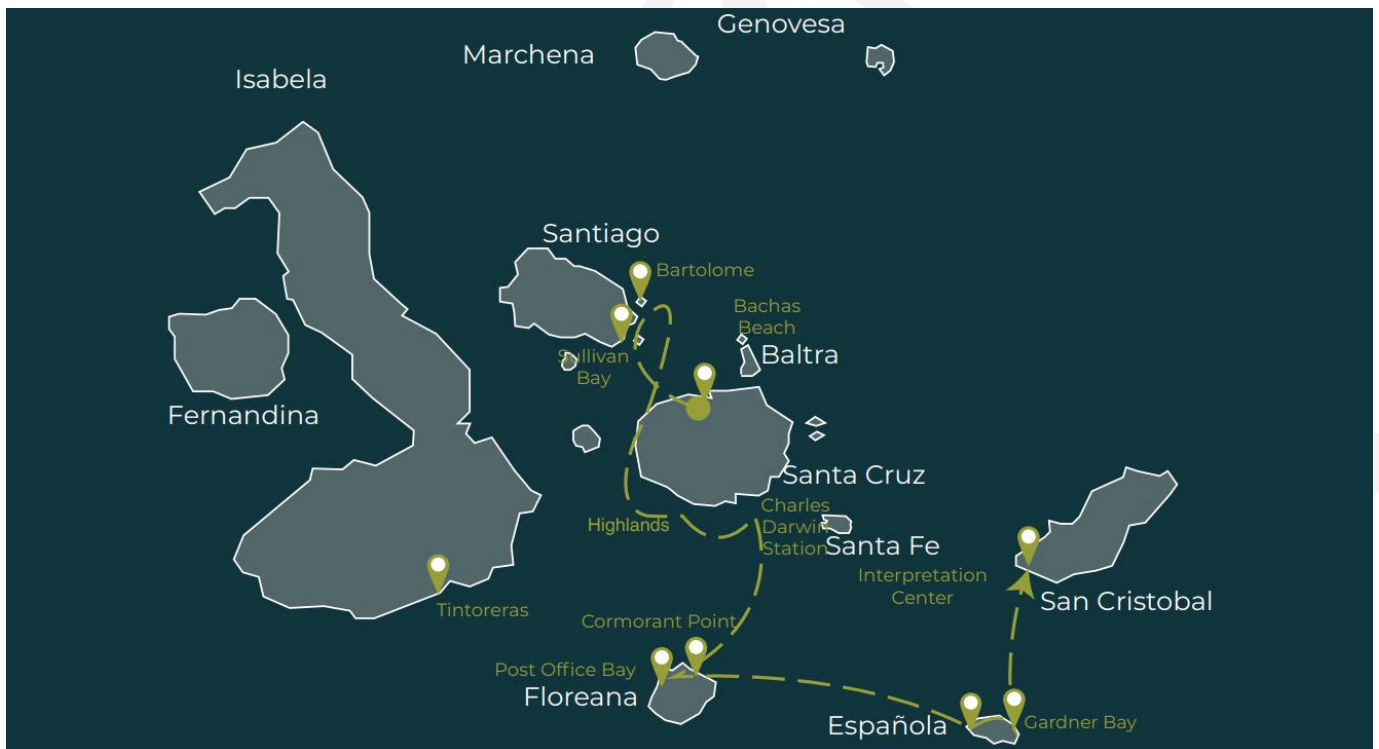 Genovesa
Marchena
Isabela
Santiago
Bartolome
Bachas
Beach
Baltra
Sullivan
Bay
Fernandina
Santa Cruz
Highlands
Charles
Darwin
Station
Santa Fe
Interpretation
Center
San Cristobal
Tintoreras
Cormorant Point
Post Office Bay
Floreana
Española
Gardner Bay